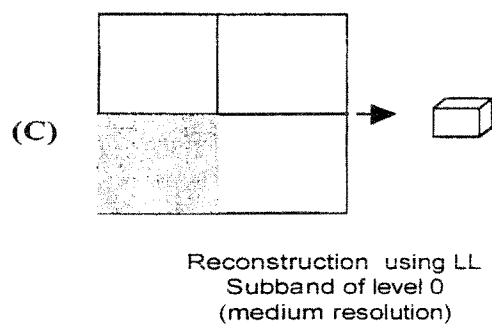 (C)
Reconstruction using LL
Subband of level 0
(medium resolution)